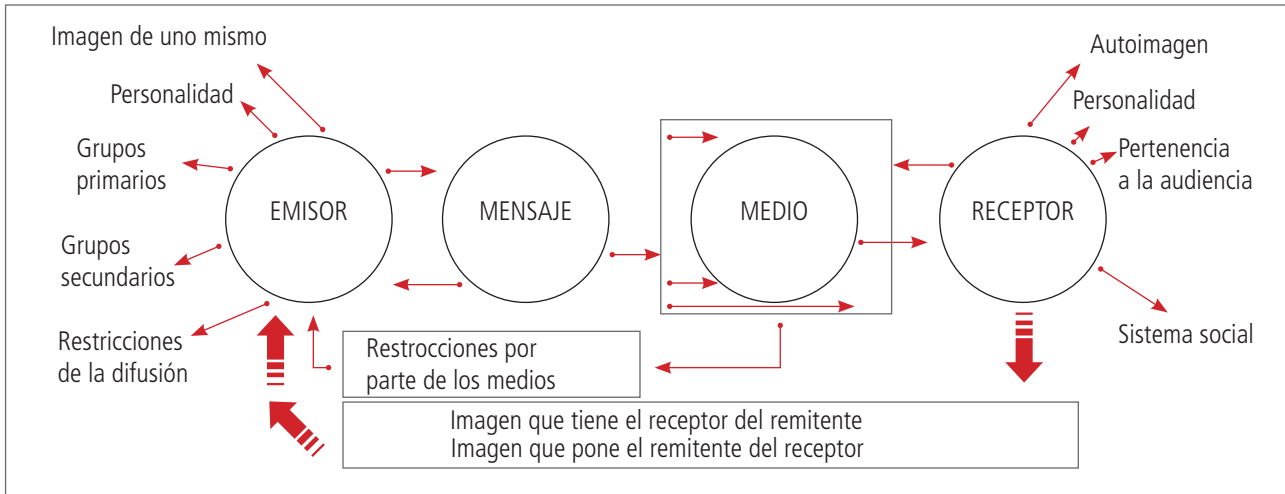 Imagen de uno mismo
Personalidad
Grupos
primarios
Grupos
secundarios
Restricciones
de la difusión
EMISOR
MENSAJE
MEDIO
RECEPTOR
Autoimagen
Personalidad
Pertenencia
a la audiencia
Sistema social
Restrocciones por
parte de los medios
Imagen que tiene el receptor del remitente
Imagen que pone el remitente del receptor